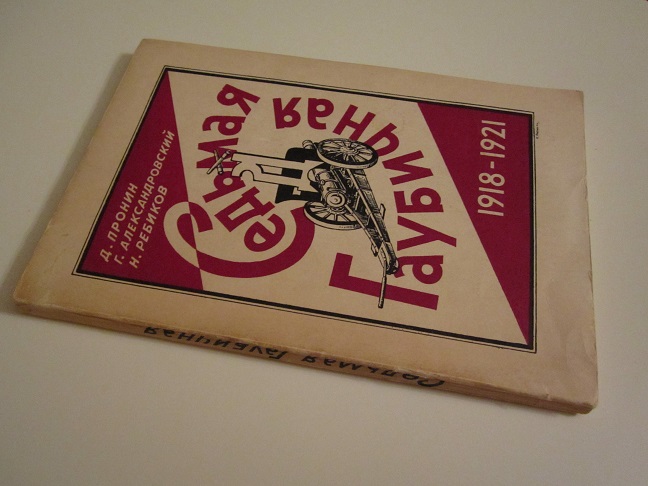 Д. ПРОНИН
Г. АЛЕКСАНДРОВСКИЙ
Н. РЕБИКОВ
Седьмая
Гаубичная
1918-1921
Седьмая Гаубичная